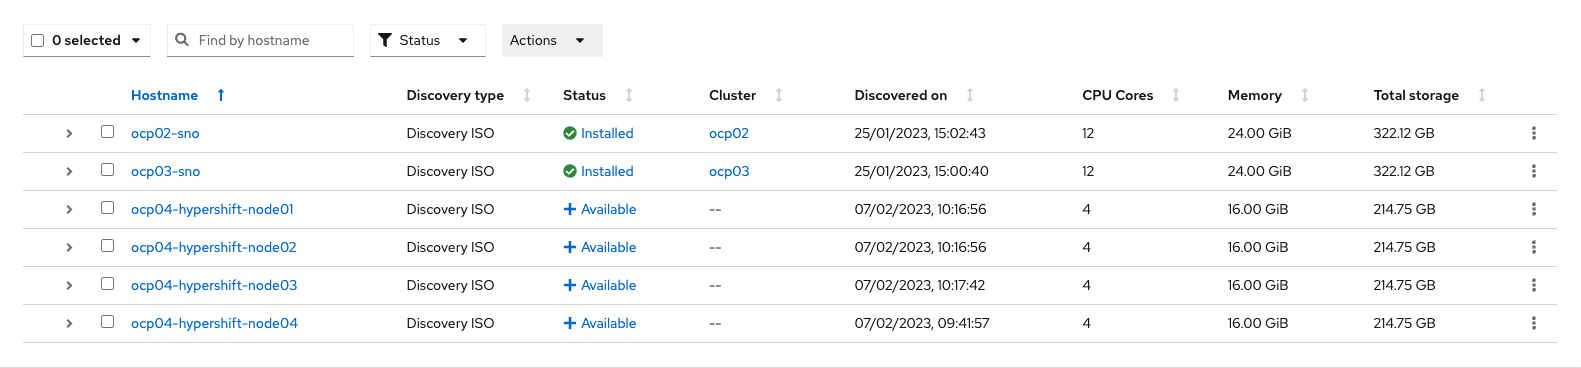 0 selected Find by hostname Status Actions
Hostname Discovery type Status Cluster Discovered on CPU Cores Memory Total storage
ocp02-sno Discovery ISO Installed ocp02 25/01/2023, 15:02:43 12 24.00 GiB 322.12 GB
ocp03-sno Discovery ISO Installed ocp03 25/01/2023, 15:00:40 12 24.00 GiB 322.12 GB
ocp04-hypershift-node01 Discovery ISO Available -- 07/02/2023, 10:16:56 4 16.00 GiB 214.75 GB
ocp04-hypershift-node02 Discovery ISO Available -- 07/02/2023, 10:16:56 4 16.00 GiB 214.75 GB
ocp04-hypershift-node03 Discovery ISO Available -- 07/02/2023, 10:17:42 4 16.00 GiB 214.75 GB
ocp04-hypershift-node04 Discovery ISO Available -- 07/02/2023, 09:41:57 4 16.00 GiB 214.75 GB